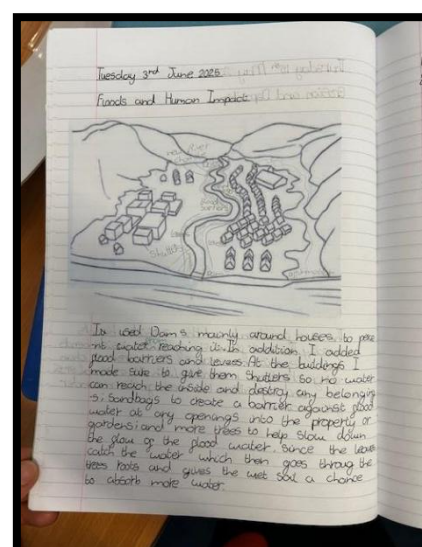 Tuesday 3rd June 2025
Floods and Human Impact
I used Dams mainly around houses to preve
nt water reaching it. In addition I added
flood barriers and levees. At the buildings I
made sure to give them shutters so no water
can reach the inside and destroy any belonging
s. Sandbags to create a barrier against flood
water at any openings into the property or
gardens and more trees to help slow down
the flow of the flood water. Since the leaves
catch the water which then goes through the
trees roots and gives the wet soil a chance
to absorb more water.